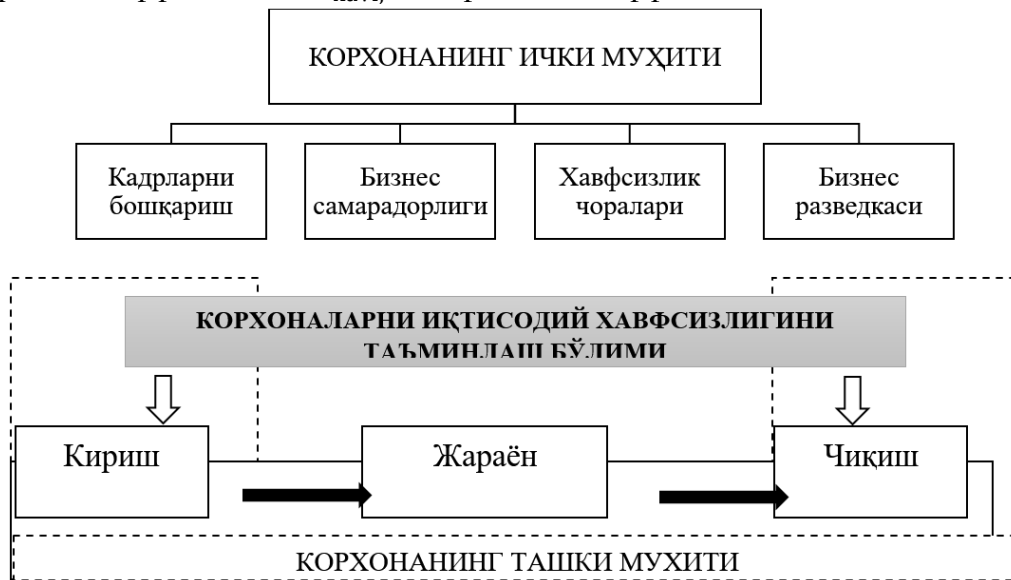 КОРХОНАНИНГ ИЧКИ МУҲИТИ
Кадрларни
бошқариш
Бизнес
самарадорлиги
Хавфсизлик
чоралари
Бизнес
разведкаси
КОРХОНАЛАРНИ ИҚТИСОДИЙ ХАВФСИЗЛИГИНИ
ТАЪМИНЛАШ БЎЛИМИ
Кириш
Жараён
Чиқиш
КОРХОНАНИНГ ТАШКИ МУХИТИ